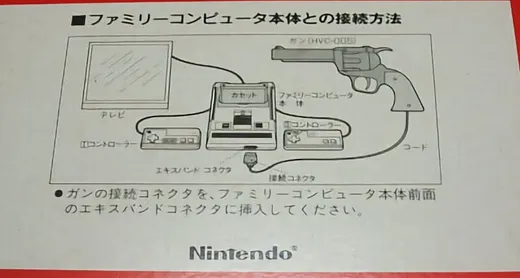 ■ファミリーコンピュータ本体との接続方法
ガン(HVC-005)
カセット
ファミリーコンピュータ
本体
テレビ
Ⅱコントローラー
Ⅰコントローラー
コード
エキスパンド コネクタ
接続コネクタ
●ガンの接続コネクタを、ファミリーコンピュータ本体前面
のエキスパンドコネクタに挿入してください。
Nintendo®